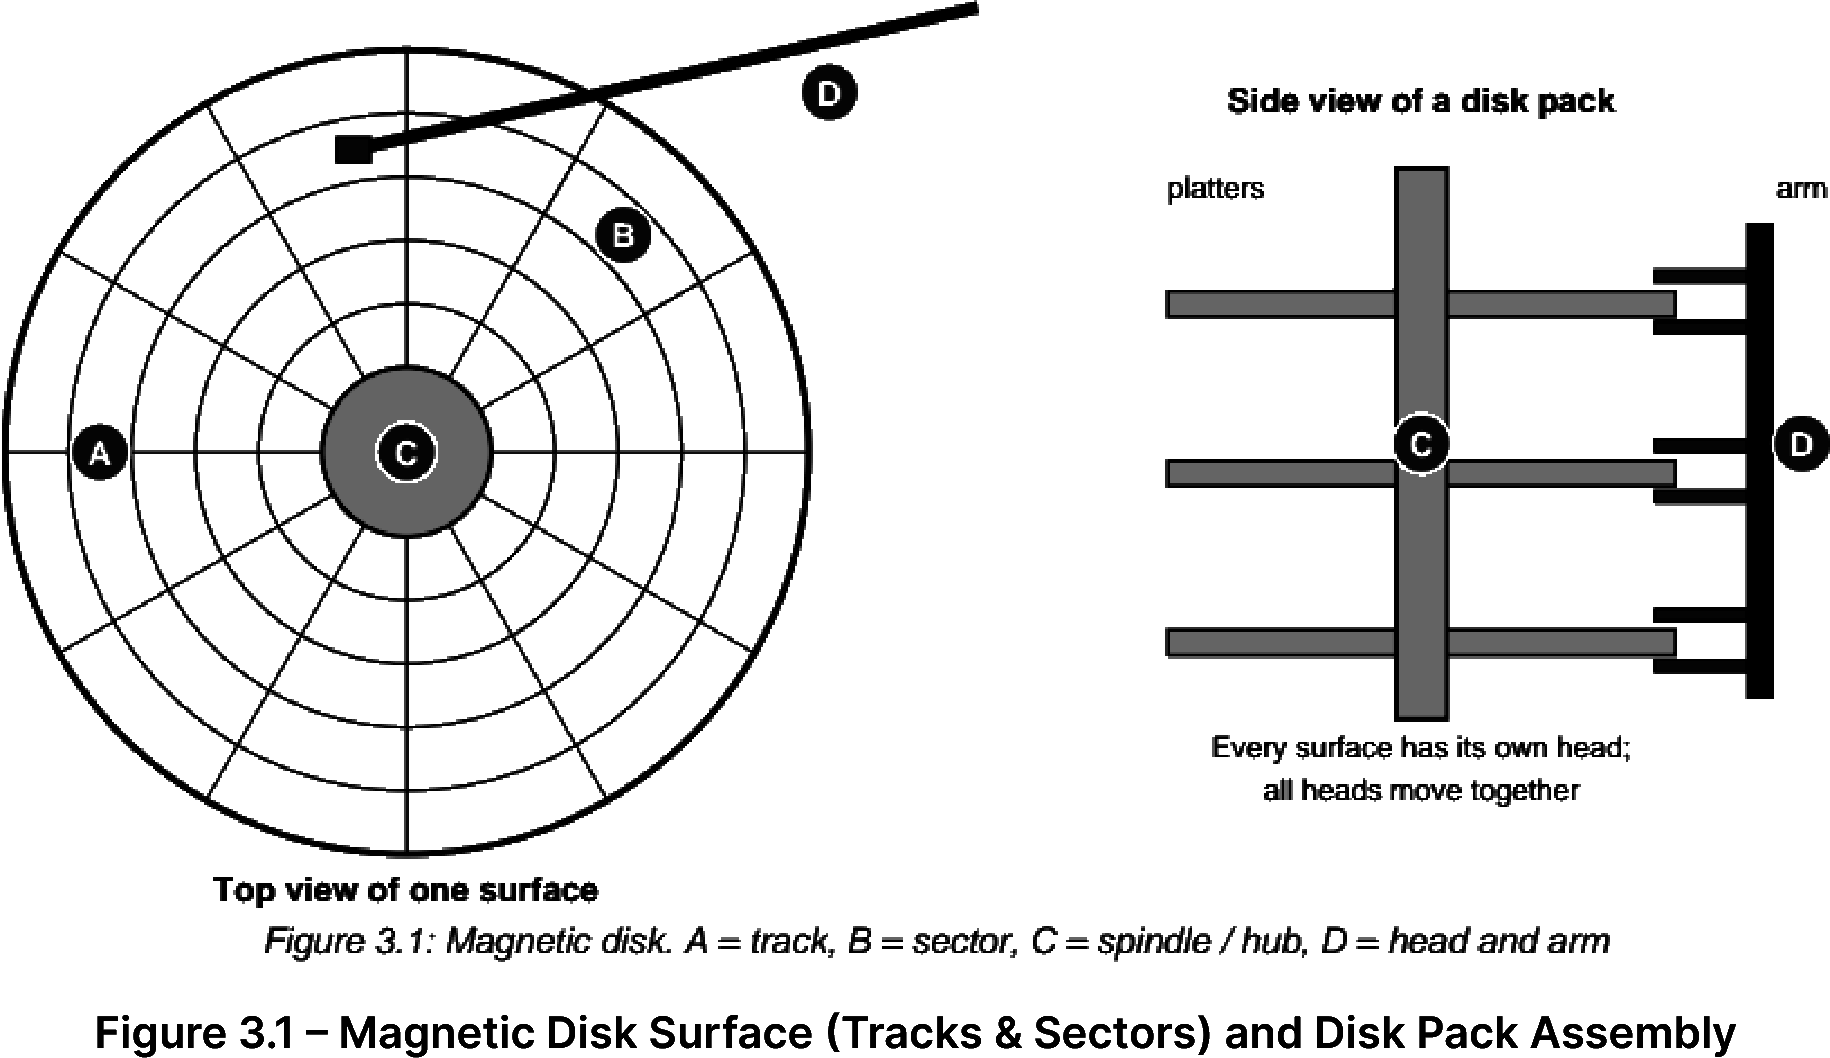 D
B
A
C
Top view of one surface
Side view of a disk pack
platters
arm
C
D
Every surface has its own head;
all heads move together
Figure 3.1: Magnetic disk. A = track, B = sector, C = spindle / hub, D = head and arm
Figure 3.1 – Magnetic Disk Surface (Tracks & Sectors) and Disk Pack Assembly